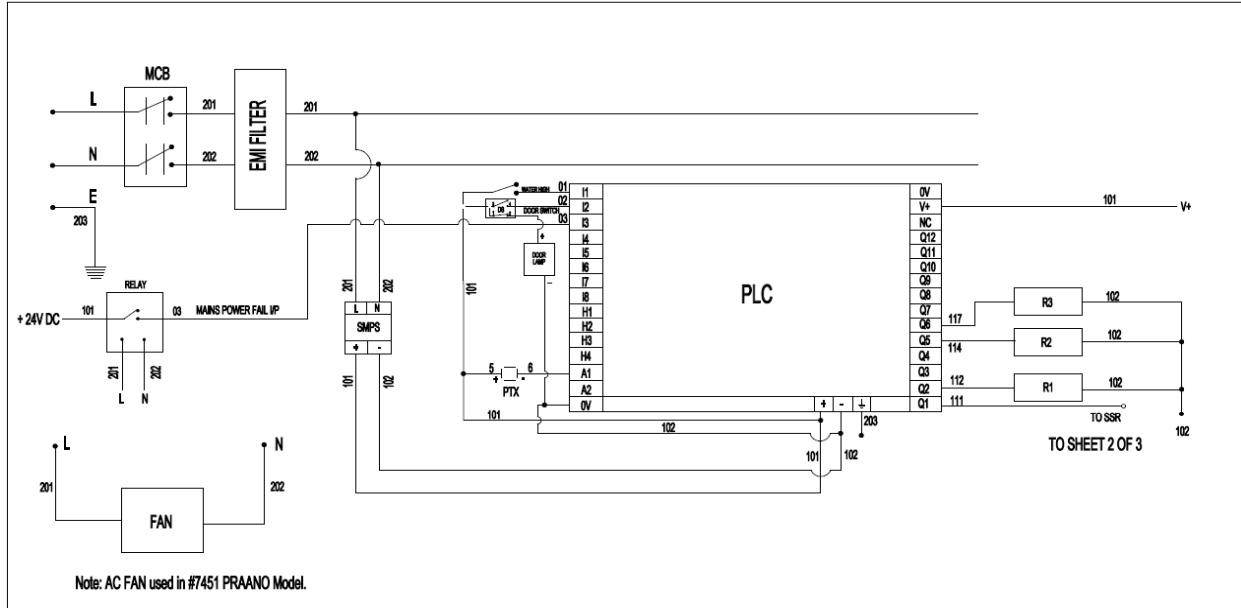 MCB
L
201
EMI FILTER
201
N
202
202
E
203
RELAY
+ 24V DC
101
03
MAINS POWER FAIL I/P
201
202
L
N
L
N
201
202
FAN
Note: AC FAN used in #7451 PRAANO Model.
201
202
L
N
SMPS
+
-
101
102
WATER HIGH
01
02
DS
DOOR SWITCH
03
+
DOOR
LAMP
-
101
5
6
+
-
PTX
101
102
I1
I2
I3
I4
I5
I6
I7
I8
H1
H2
H3
H4
A1
A2
0V
PLC
+
-
101
102
203
0V
V+
NC
Q12
Q11
Q10
Q9
Q8
Q7
Q6
Q5
Q4
Q3
Q2
Q1
101
V+
117
R3
102
114
R2
102
112
R1
102
111
TO SSR
102
TO SHEET 2 OF 3